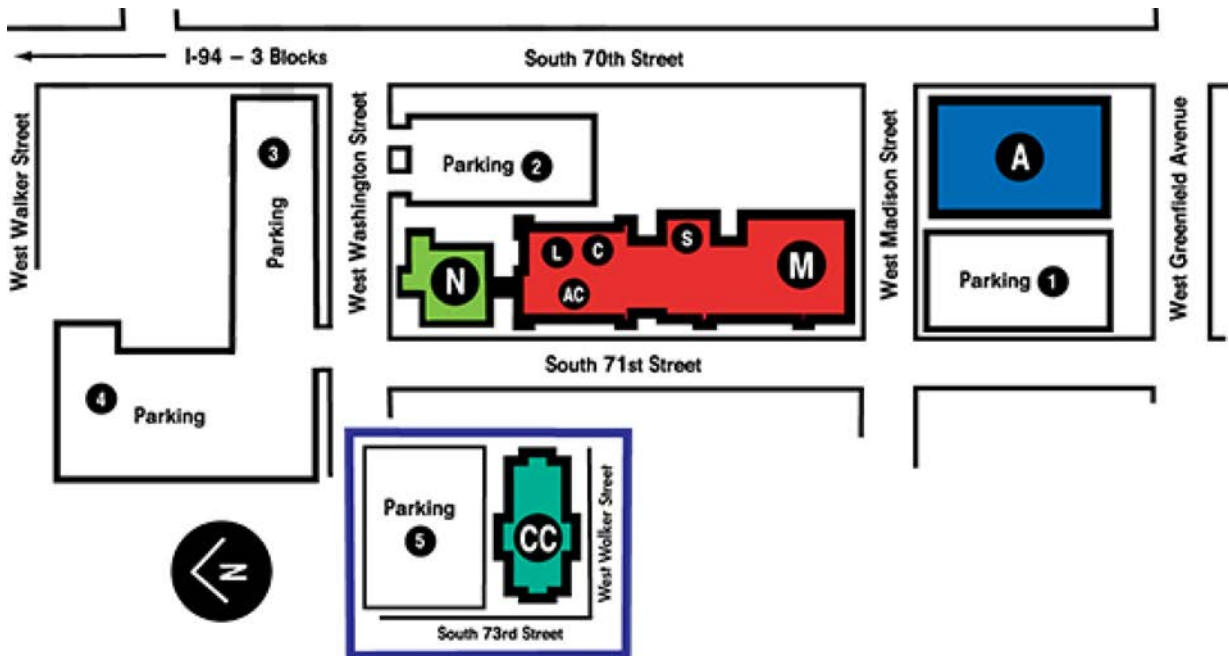 I-94 – 3 Blocks
South 70th Street
West Walker Street
3
Parking
West Washington Street
Parking 2
West Madison Street
A
West Greenfield Avenue
N
L
C
AC
S
M
Parking 1
South 71st Street
4
Parking
Parking
5
CC
West Walker Street
South 73rd Street
N